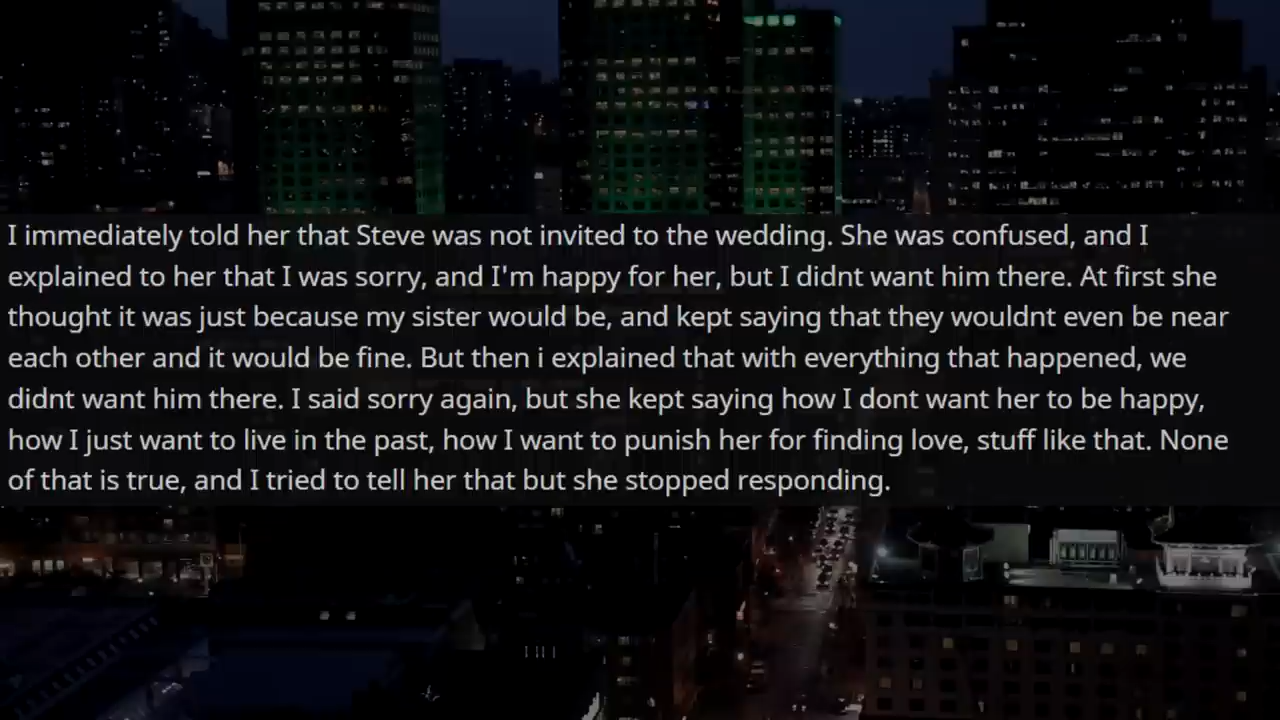 I immediately told her that Steve was not invited to the wedding. She was confused, and I
explained to her that I was sorry, and I'm happy for her, but I didnt want him there. At first she
thought it was just because my sister would be, and kept saying that they wouldnt even be near
each other and it would be fine. But then i explained that with everything that happened, we
didnt want him there. I said sorry again, but she kept saying how I dont want her to be happy,
how I just want to live in the past, how I want to punish her for finding love, stuff like that. None
of that is true, and I tried to tell her that but she stopped responding.